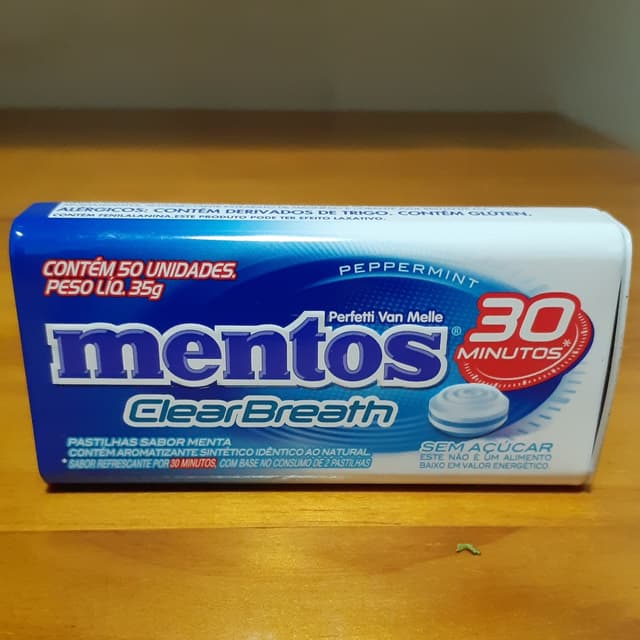 ALÉRGICOS: CONTÉM DERIVADOS DE TRIGO. CONTÉM GLÚTEN.
CONTÉM FENILALANINA.ESTE PRODUTO PODE TER EFEITO LAXATIVO.
CONTÉM 50 UNIDADES.
PESO LÍQ. 35g
PEPPERMINT
Perfetti Van Melle
mentos®
30
MINUTOS*
ClearBreath
PASTILHAS SABOR MENTA
CONTÉM AROMATIZANTE SINTÉTICO IDÊNTICO AO NATURAL.
* SABOR REFRESCANTE POR 30 MINUTOS, COM BASE NO CONSUMO DE 2 PASTILHAS
SEM AÇÚCAR
ESTE NÃO É UM ALIMENTO
BAIXO EM VALOR ENERGÉTICO.